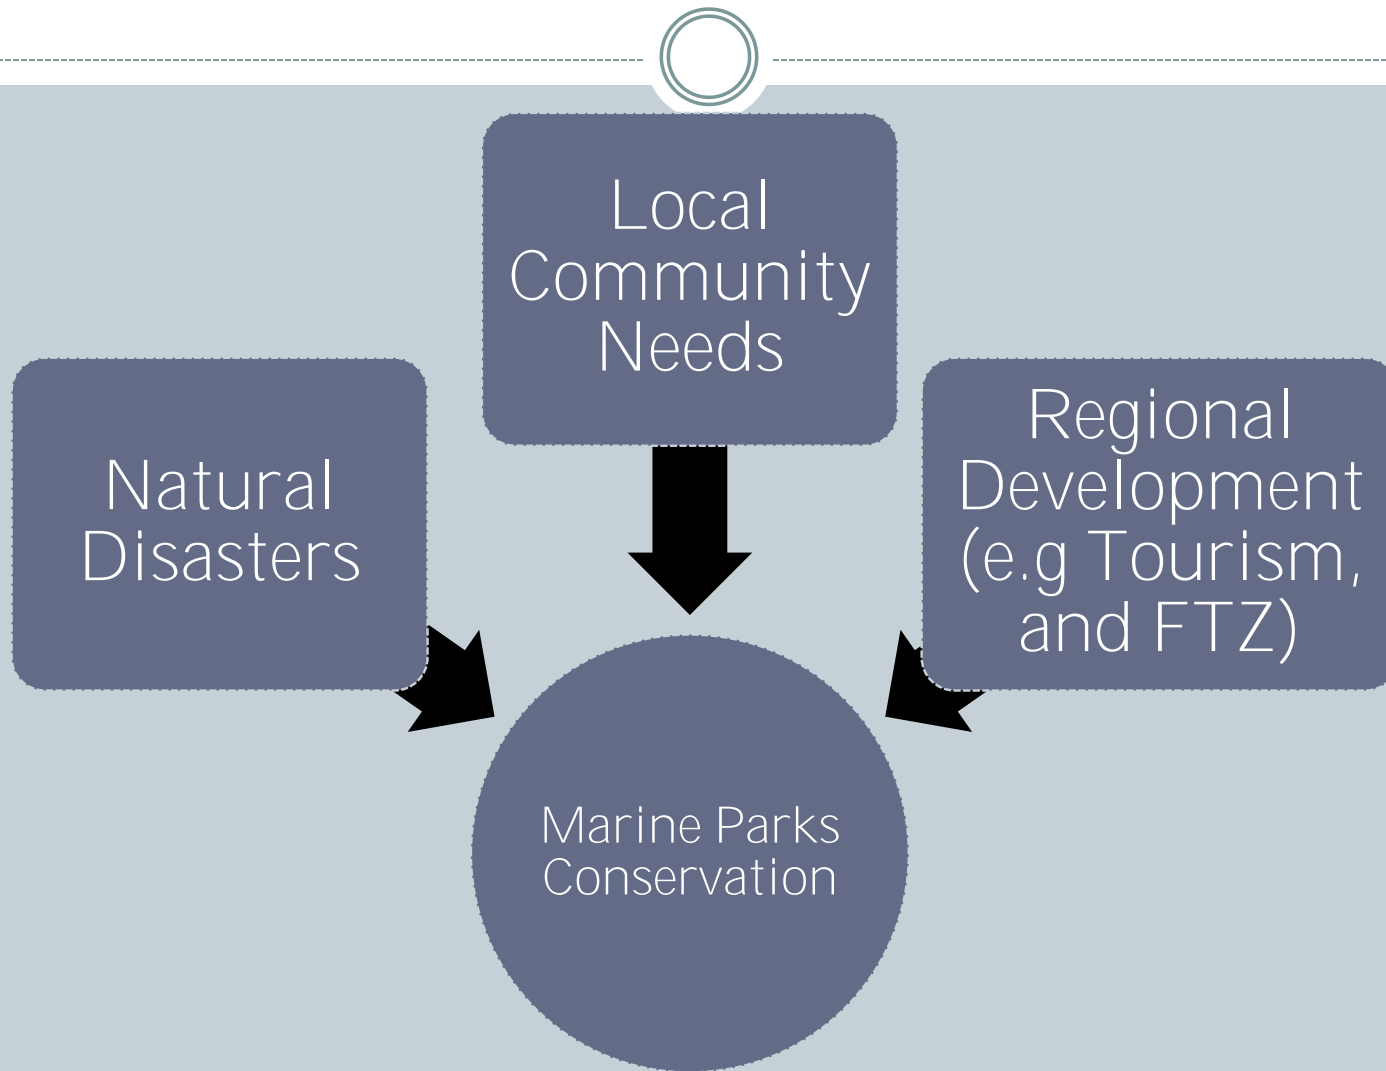 Local
Community
Needs
Natural
Disasters
Regional
Development
(e.g Tourism,
and FTZ)
Marine Parks
Conservation